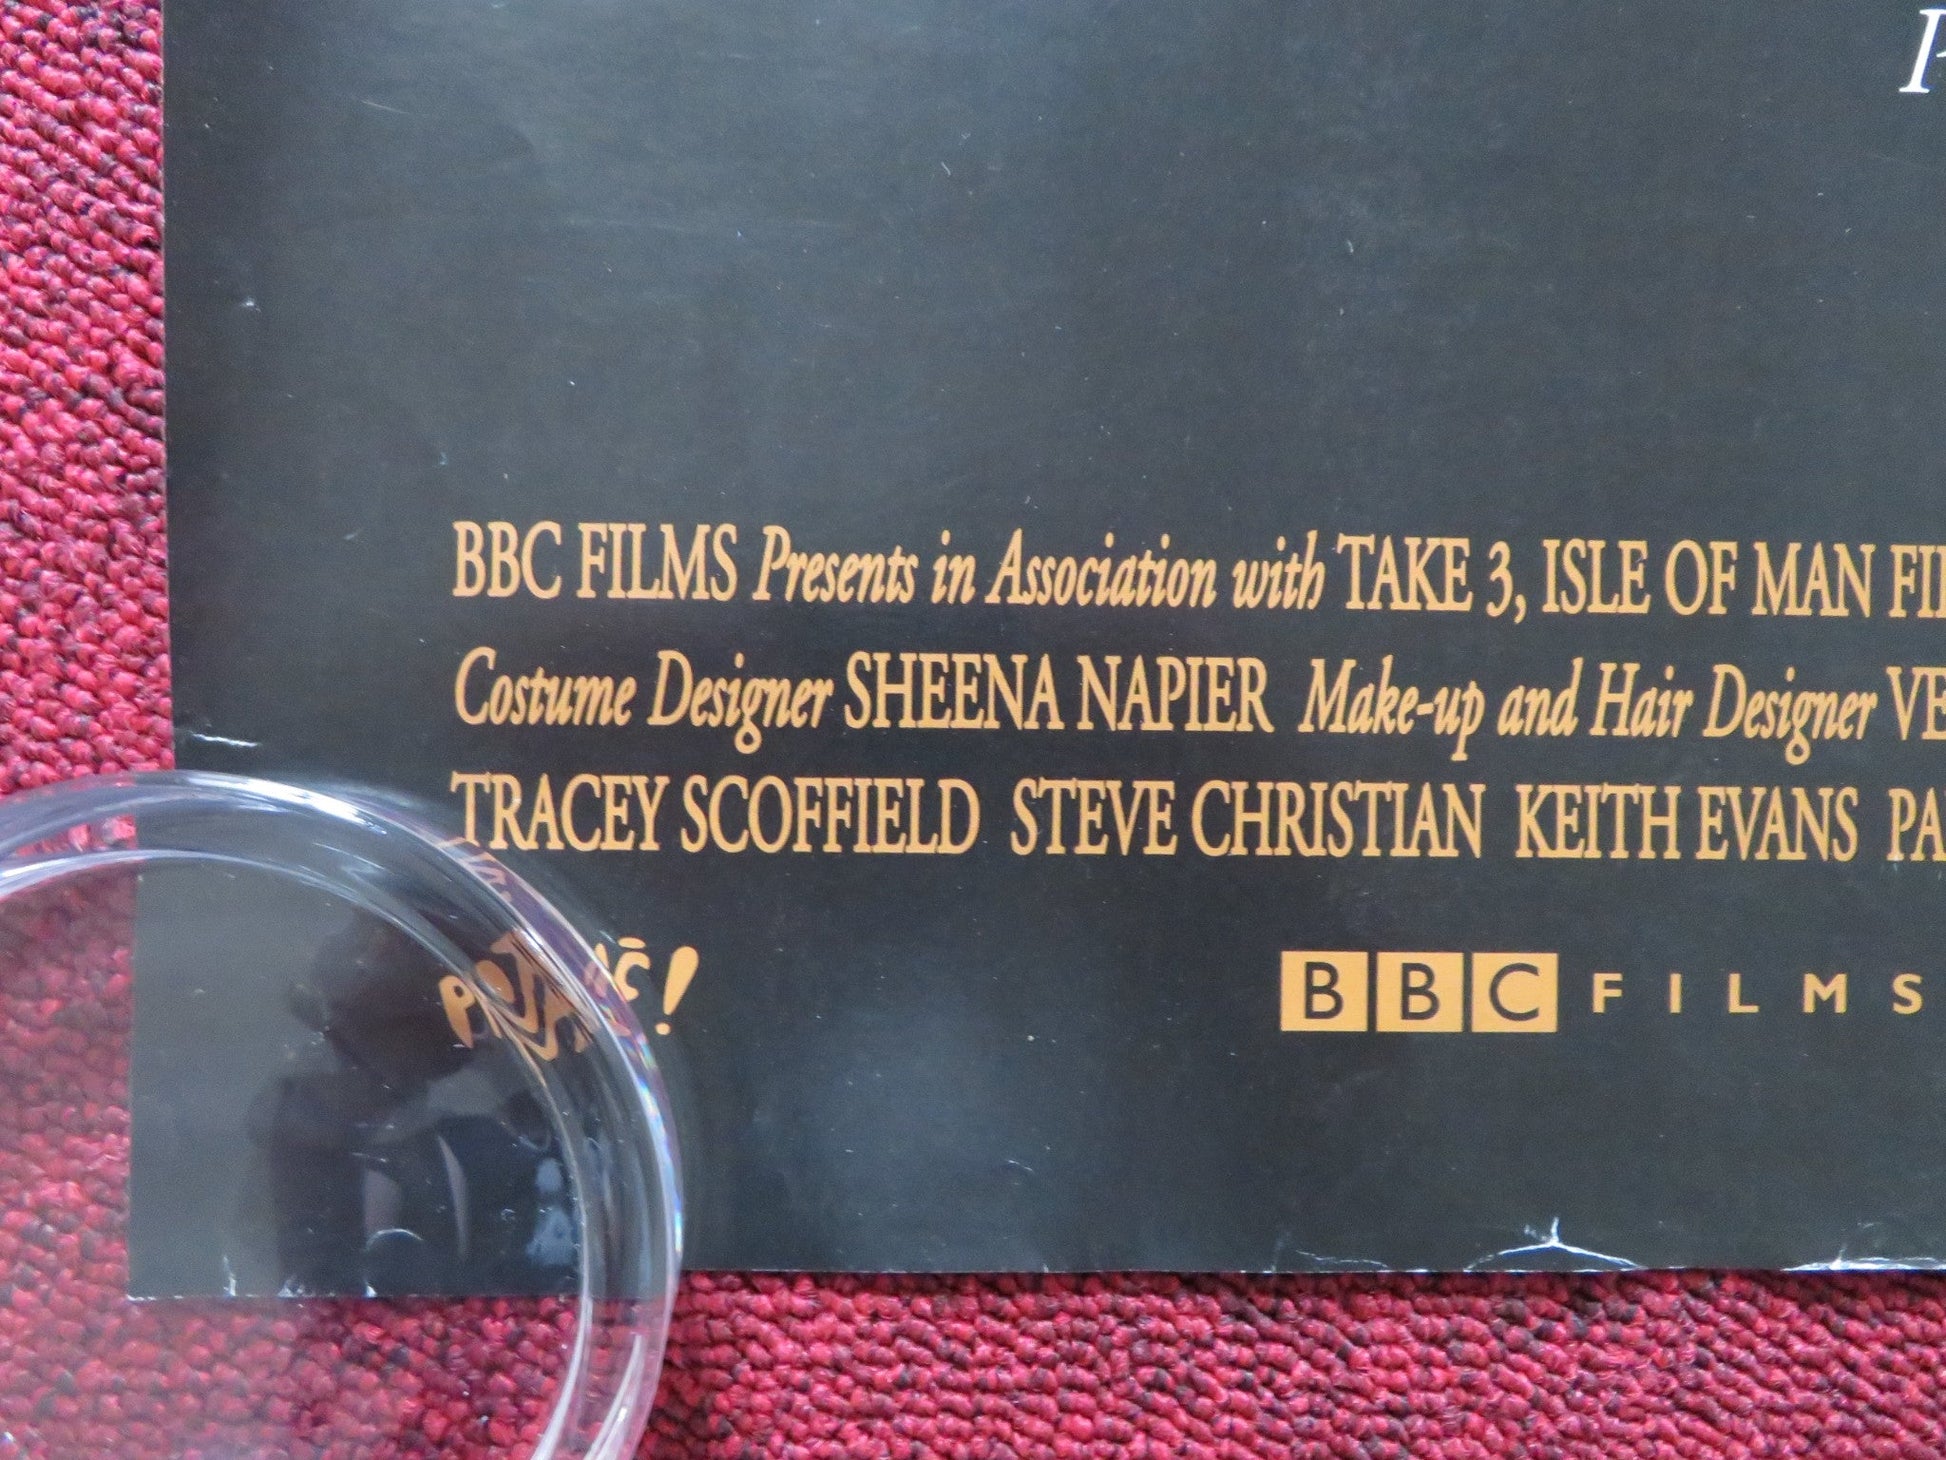 BBC FILMS Presents in Association with TAKE 3, ISLE OF MAN
Costume Designer SHEENA NAPIER Make-up and Hair Designer
TRACEY SCOFFIELD STEVE CHRISTIAN KEITH EVANS
BBC FILMS